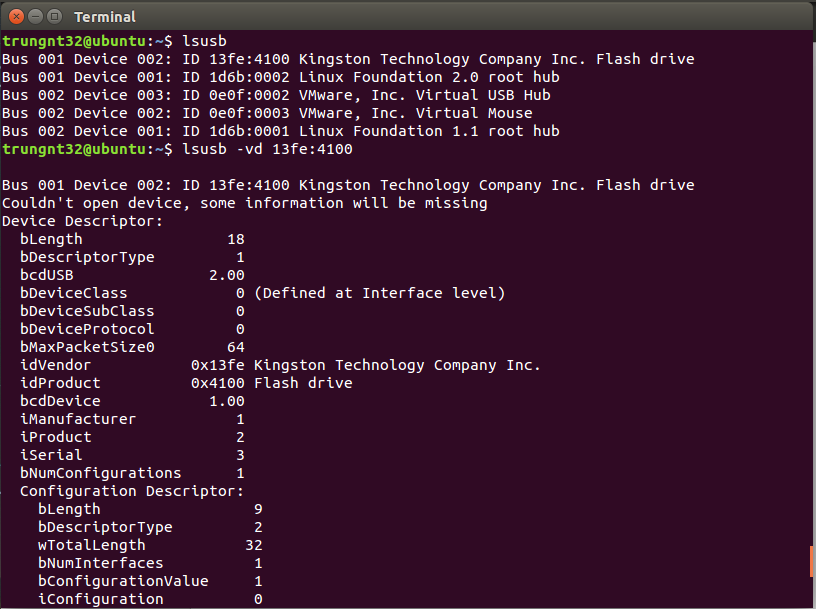 Terminal
trungnt32@ubuntu:~$ lsusb
Bus 001 Device 002: ID 13fe:4100 Kingston Technology Company Inc. Flash drive
Bus 001 Device 001: ID 1d6b:0002 Linux Foundation 2.0 root hub
Bus 002 Device 003: ID 0e0f:0002 VMware, Inc. Virtual USB Hub
Bus 002 Device 002: ID 0e0f:0003 VMware, Inc. Virtual Mouse
Bus 002 Device 001: ID 1d6b:0001 Linux Foundation 1.1 root hub
trungnt32@ubuntu:~$ lsusb -vd 13fe:4100

Bus 001 Device 002: ID 13fe:4100 Kingston Technology Company Inc. Flash drive
Couldn't open device, some information will be missing
Device Descriptor:
  bLength                18
  bDescriptorType         1
  bcdUSB               2.00
  bDeviceClass            0 (Defined at Interface level)
  bDeviceSubClass         0
  bDeviceProtocol         0
  bMaxPacketSize0        64
  idVendor           0x13fe Kingston Technology Company Inc.
  idProduct          0x4100 Flash drive
  bcdDevice            1.00
  iManufacturer           1
  iProduct                2
  iSerial                 3
  bNumConfigurations      1
  Configuration Descriptor:
    bLength                 9
    bDescriptorType         2
    wTotalLength           32
    bNumInterfaces          1
    bConfigurationValue     1
    iConfiguration          0